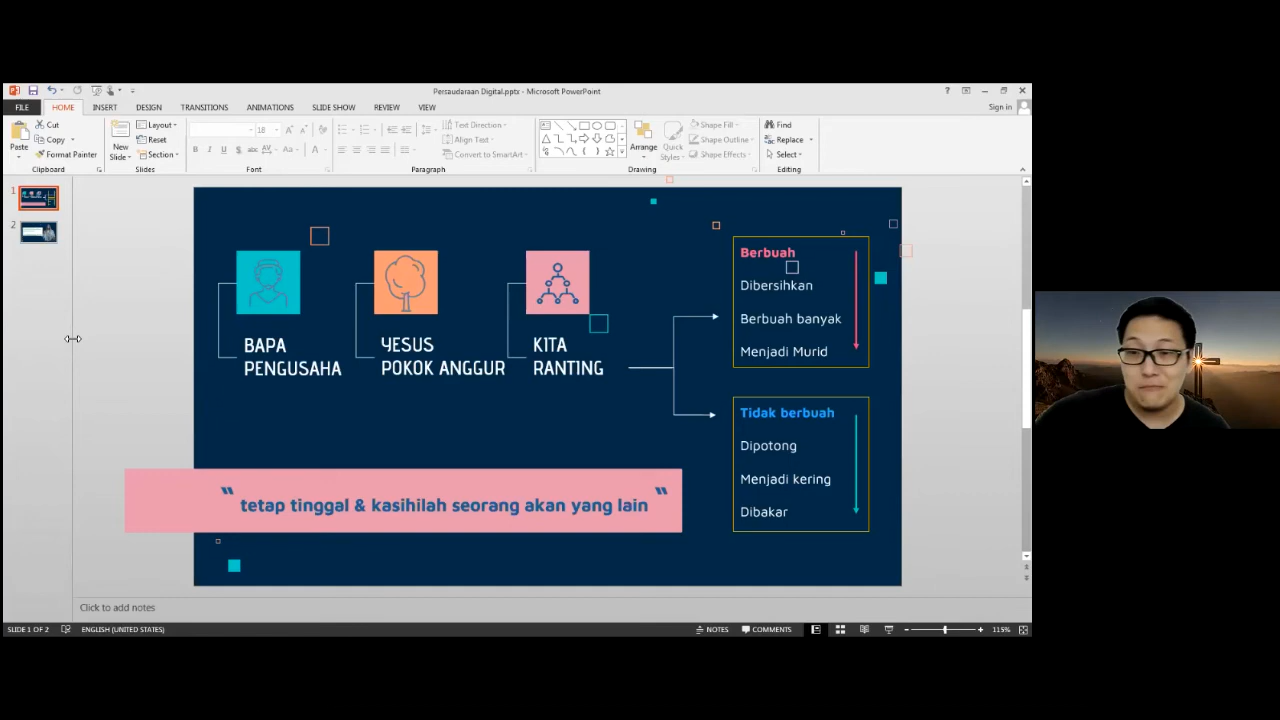 Persaudaraan Digital.pptx - Microsoft PowerPoint
FILE HOME INSERT DESIGN TRANSITIONS ANIMATIONS SLIDE SHOW REVIEW VIEW Sign in
Paste
Cut
Copy
Format Painter
Clipboard
New Slide
Layout
Reset
Section
Slides
18
Font
Text Direction
Align Text
Convert to SmartArt
Paragraph
Arrange
Quick Styles
Shape Fill
Shape Outline
Shape Effects
Drawing
Find
Replace
Select
Editing
1
2
BAPA
PENGUSAHA
YESUS
POKOK ANGGUR
KITA
RANTING
Berbuah
Dibersihkan
Berbuah banyak
Menjadi Murid
Tidak berbuah
Dipotong
Menjadi kering
Dibakar
" tetap tinggal & kasihilah seorang akan yang lain "
Click to add notes
SLIDE 1 OF 2 ENGLISH (UNITED STATES) NOTES COMMENTS 115%